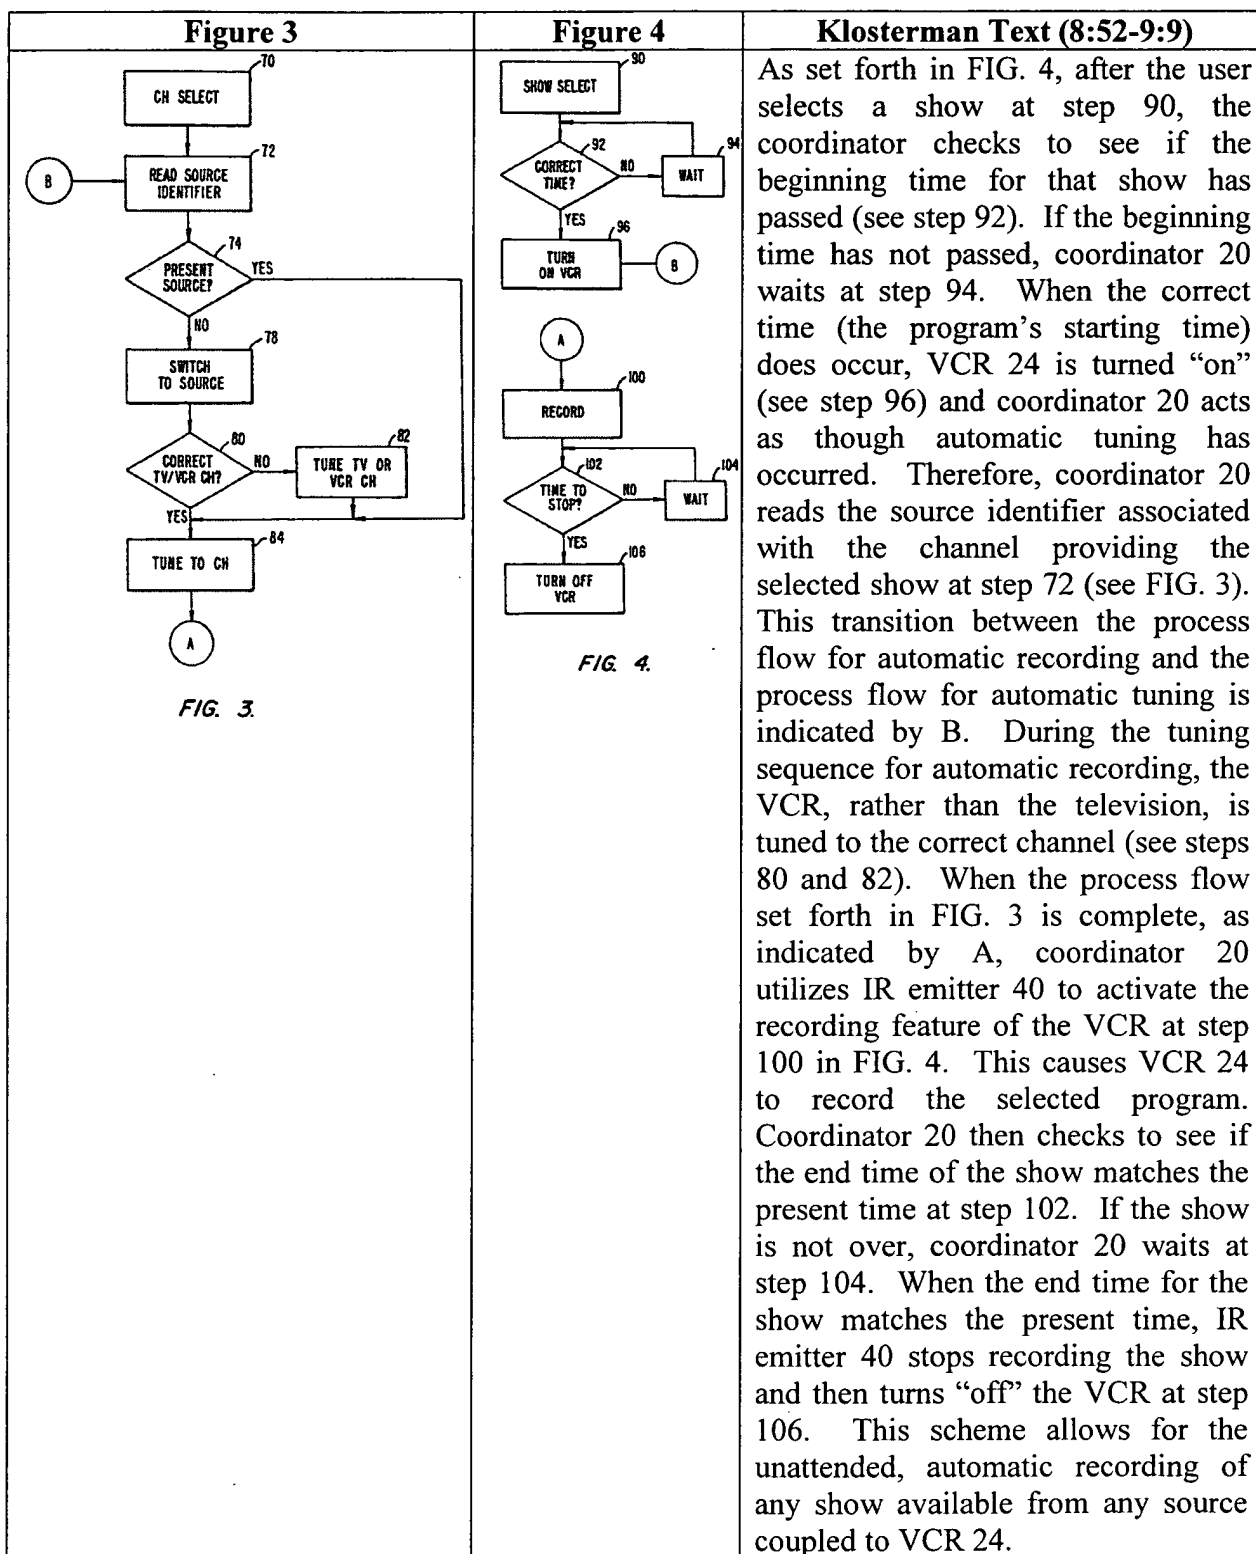 Figure 3
Figure 4
Klosterman Text (8:52-9:9)
70
CH SELECT
72
B
READ SOURCE
IDENTIFIER
74
PRESENT
SOURCE?
YES
NO
78
SWITCH
TO SOURCE
80
CORRECT
TV/VCR CH?
NO
82
TUNE TV OR
VCR CH
YES
84
TUNE TO CH
A
FIG. 3.
90
SHOW SELECT
92
CORRECT
TIME?
NO
94
WAIT
YES
96
TURN
ON VCR
B
A
100
RECORD
102
TIME TO
STOP?
NO
104
WAIT
YES
106
TURN OFF
VCR
FIG. 4.
As set forth in FIG. 4, after the user
selects a show at step 90, the
coordinator checks to see if the
beginning time for that show has
passed (see step 92). If the beginning
time has not passed, coordinator 20
waits at step 94. When the correct
time (the program's starting time)
does occur, VCR 24 is turned "on"
(see step 96) and coordinator 20 acts
as though automatic tuning has
occurred. Therefore, coordinator 20
reads the source identifier associated
with the channel providing the
selected show at step 72 (see FIG. 3).
This transition between the process
flow for automatic recording and the
process flow for automatic tuning is
indicated by B. During the tuning
sequence for automatic recording, the
VCR, rather than the television, is
tuned to the correct channel (see steps
80 and 82). When the process flow
set forth in FIG. 3 is complete, as
indicated by A, coordinator 20
utilizes IR emitter 40 to activate the
recording feature of the VCR at step
100 in FIG. 4. This causes VCR 24
to record the selected program.
Coordinator 20 then checks to see if
the end time of the show matches the
present time at step 102. If the show
is not over, coordinator 20 waits at
step 104. When the end time for the
show matches the present time, IR
emitter 40 stops recording the show
and then turns "off" the VCR at step
106. This scheme allows for the
unattended, automatic recording of
any show available from any source
coupled to VCR 24.